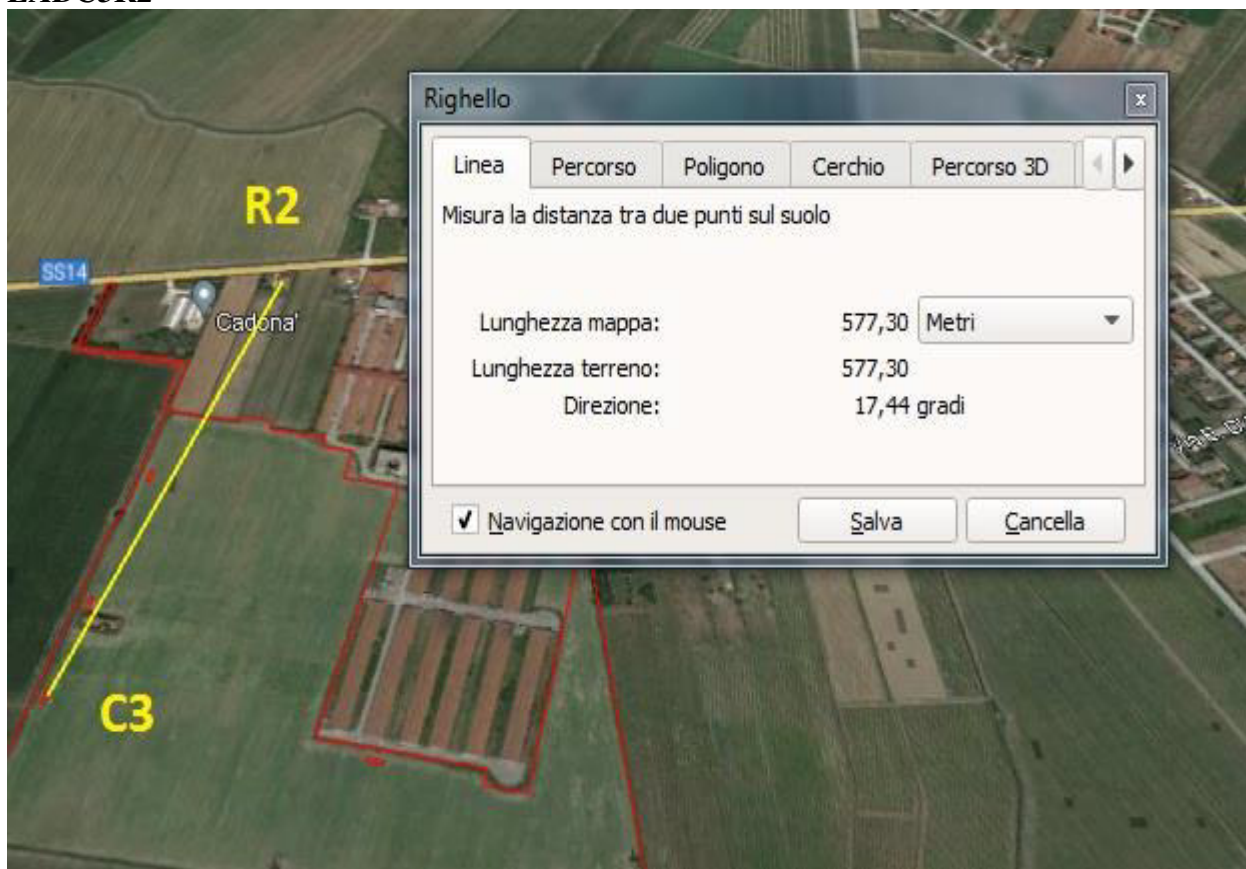 Righello
Linea Percorso Poligono Cerchio Percorso 3D
Misura la distanza tra due punti sul suolo
Lunghezza mappa: 577,30 Metri
Lunghezza terreno: 577,30
Direzione: 17,44 gradi
Navigazione con il mouse Salva Cancella
R2
SS14
Cadona'
C3